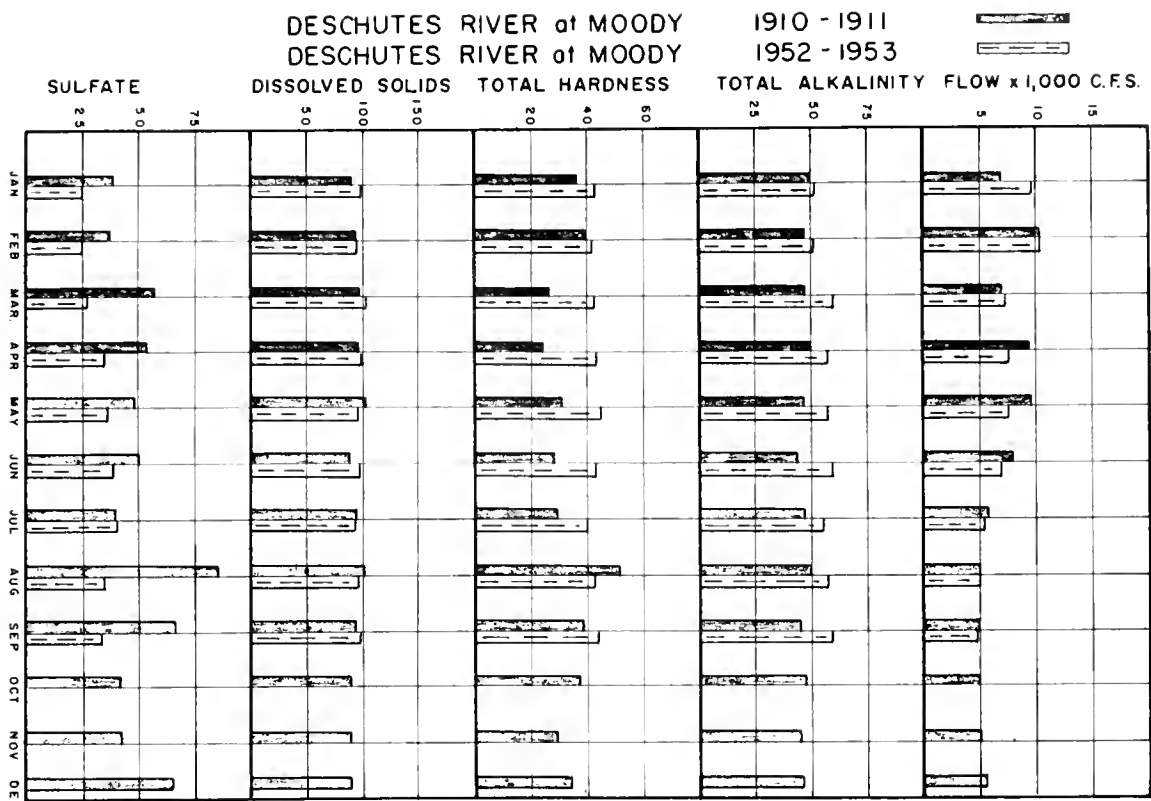 DESCHUTES RIVER at MOODY 1910 - 1911
DESCHUTES RIVER at MOODY 1952 - 1953
SULFATE DISSOLVED SOLIDS TOTAL HARDNESS TOTAL ALKALINITY FLOW x 1,000 C.F.S.
25 50 75 50 100 150 20 40 60 25 50 75 5 10 15
JAN
FEB
MAR.
APR
MAY
JUN
JUL
AUG
SEP
OCT
NOV
DE